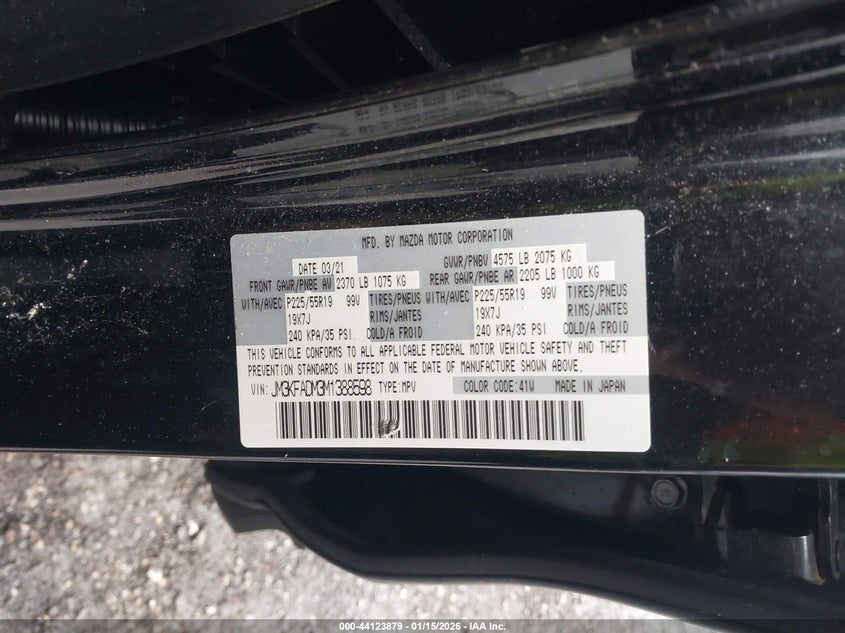 MFD. BY MAZDA MOTOR CORPORATION
DATE 03/21 GVWR/PNBV 4575 LB 2075 KG
FRONT GAWR/PNBE AV 2370 LB 1075 KG REAR GAWR/PNBE AR 2205 LB 1000 KG
WITH/AVEC P225/55R19 99V TIRES/PNEUS WITH/AVEC P225/55R19 99V TIRES/PNEUS
19X7J RIMS/JANTES 19X7J RIMS/JANTES
240 KPA/35 PSI COLD/A FROID 240 KPA/35 PSI COLD/A FROID
THIS VEHICLE CONFORMS TO ALL APPLICABLE FEDERAL MOTOR VEHICLE SAFETY AND THEFT
PREVENTION STANDARDS IN EFFECT ON THE DATE OF MANUFACTURE SHOWN ABOVE.
VIN: JM3KFADM3M1388598 TYPE:MPV COLOR CODE:41W MADE IN JAPAN
000-44123879 - 01/15/2026 - © IAA Inc.